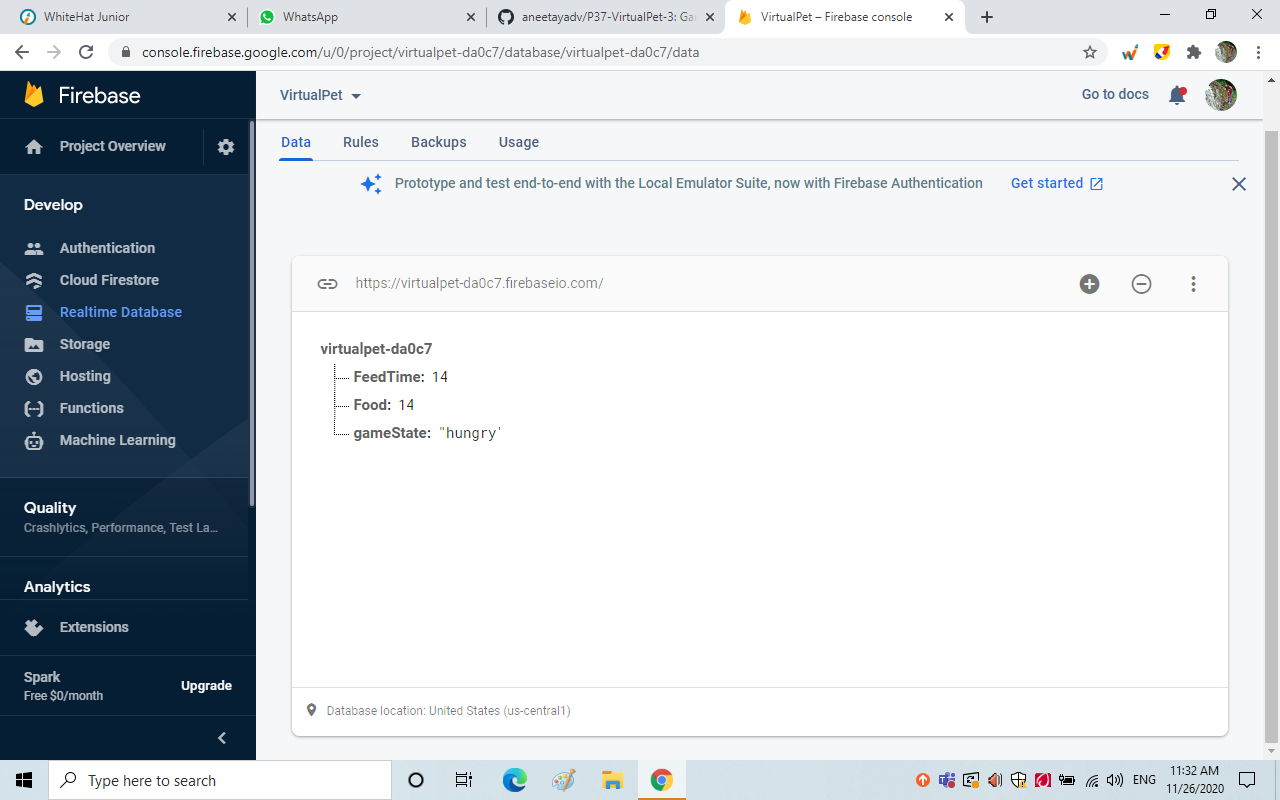 WhiteHat Junior
WhatsApp
aneetayadv/P37-VirtualPet-3: Ga
VirtualPet – Firebase console
console.firebase.google.com/u/0/project/virtualpet-da0c7/database/virtualpet-da0c7/data
Firebase
VirtualPet
Go to docs
Project Overview
Data Rules Backups Usage
Prototype and test end-to-end with the Local Emulator Suite, now with Firebase Authentication Get started
Develop
Authentication
Cloud Firestore
Realtime Database
Storage
Hosting
Functions
Machine Learning
Quality
Crashlytics, Performance, Test La...
Analytics
Extensions
Spark
Free $0/month
Upgrade
https://virtualpet-da0c7.firebaseio.com/
virtualpet-da0c7
FeedTime: 14
Food: 14
gameState: "hungry'
Database location: United States (us-central1)
Type here to search
ENG
11:32 AM
11/26/2020